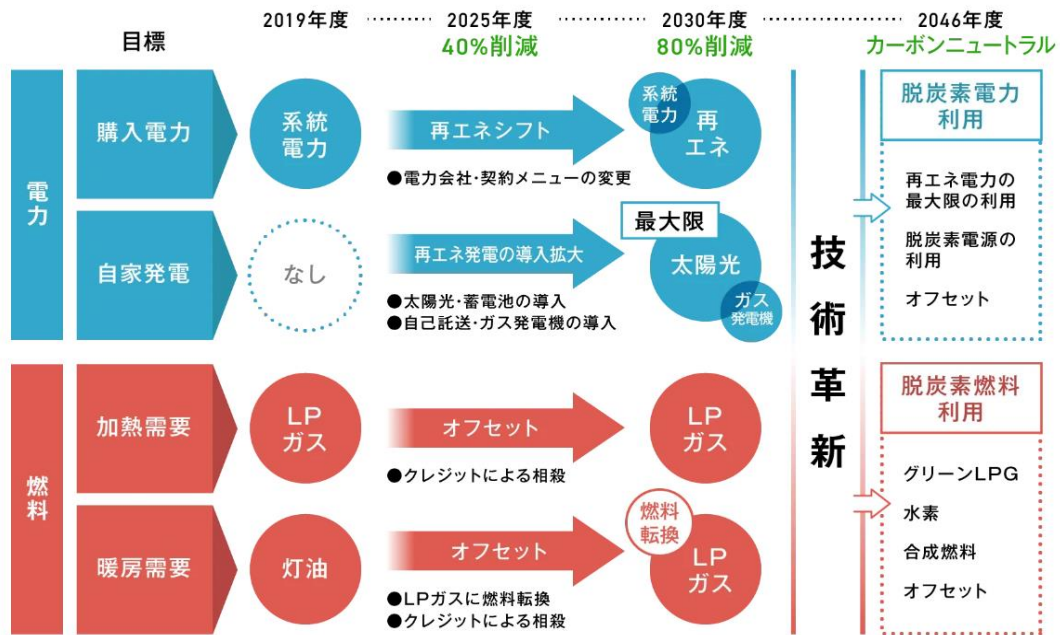 目標
2019年度
2025年度
40%削減
2030年度
80%削減
2046年度
カーボンニュートラル
電力
購入電力
系統
電力
再エネシフト
●電力会社・契約メニューの変更
系統
電力
再
エネ
自家発電
なし
再エネ発電の導入拡大
●太陽光・蓄電池の導入
●自己託送・ガス発電機の導入
最大限
太陽光
ガス
発電機
燃料
加熱需要
LP
ガス
オフセット
●クレジットによる相殺
LP
ガス
暖房需要
灯油
オフセット
●LPガスに燃料転換
●クレジットによる相殺
燃料
転換
LP
ガス
技術革新
脱炭素電力
利用
再エネ電力の
最大限の利用
脱炭素電源の
利用
オフセット
脱炭素燃料
利用
グリーンLPG
水素
合成燃料
オフセット